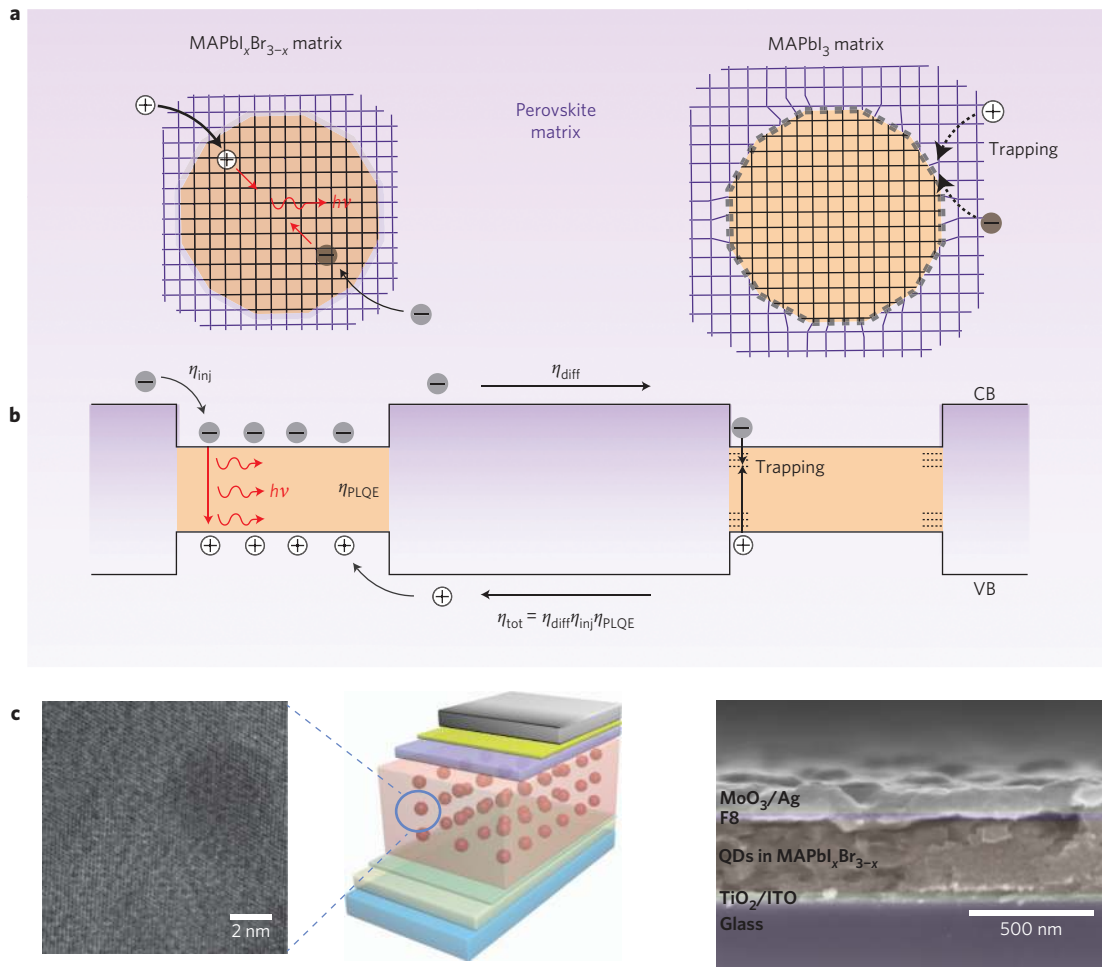 a
MAPbIxBr3−x matrix
MAPbI3 matrix
Perovskite
matrix
Trapping
hν
ηinj
ηdiff
CB
b
Trapping
hν
ηPLQE
VB
ηtot = ηdiffηinjηPLQE
c
MoO3/Ag
F8
QDs in MAPbIxBr3−x
TiO2/ITO
Glass
2 nm
500 nm